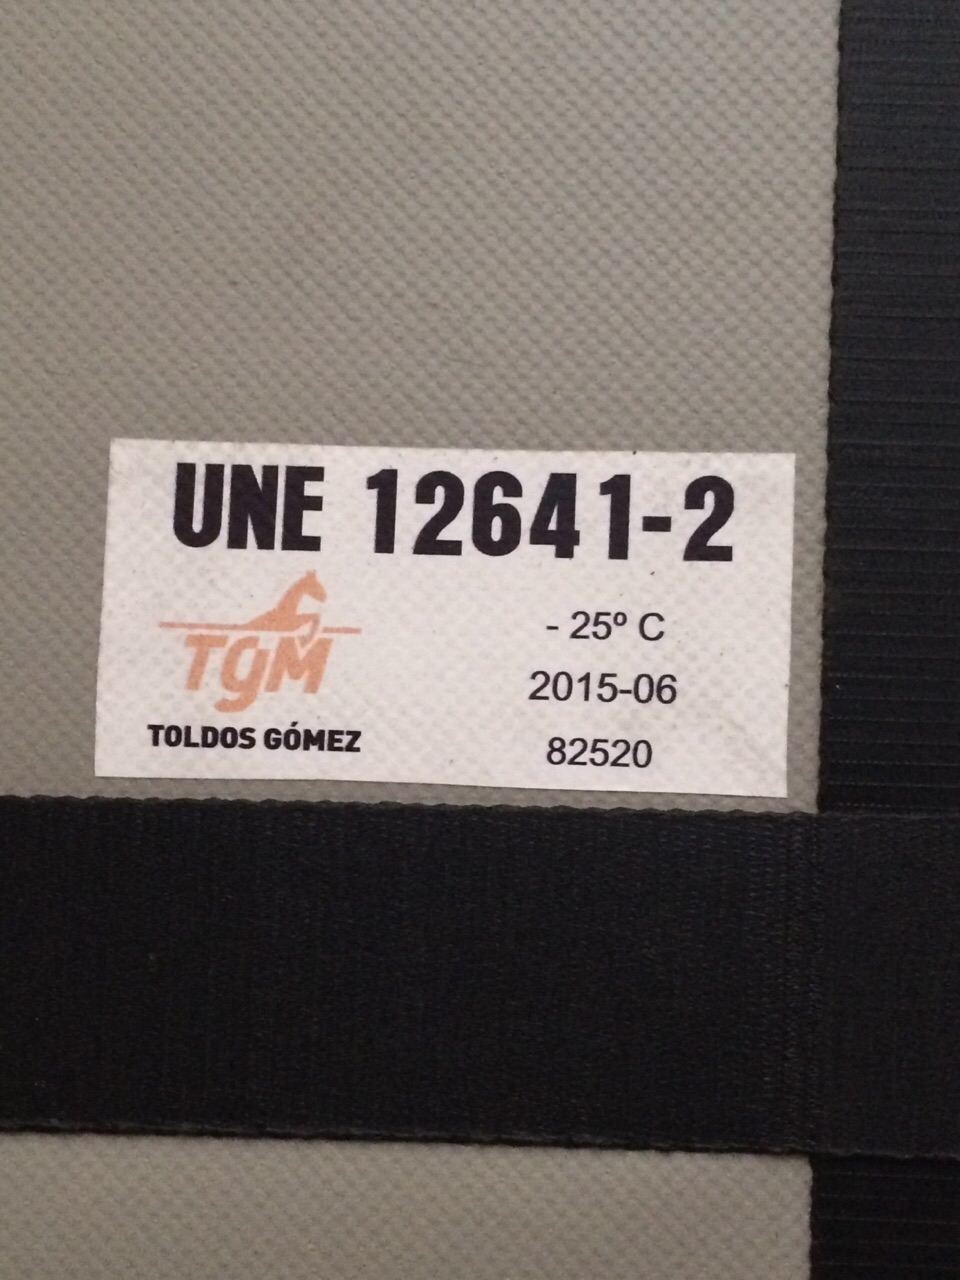 UNE 12641-2
TGM
TOLDOS GÓMEZ
- 25º C
2015-06
82520